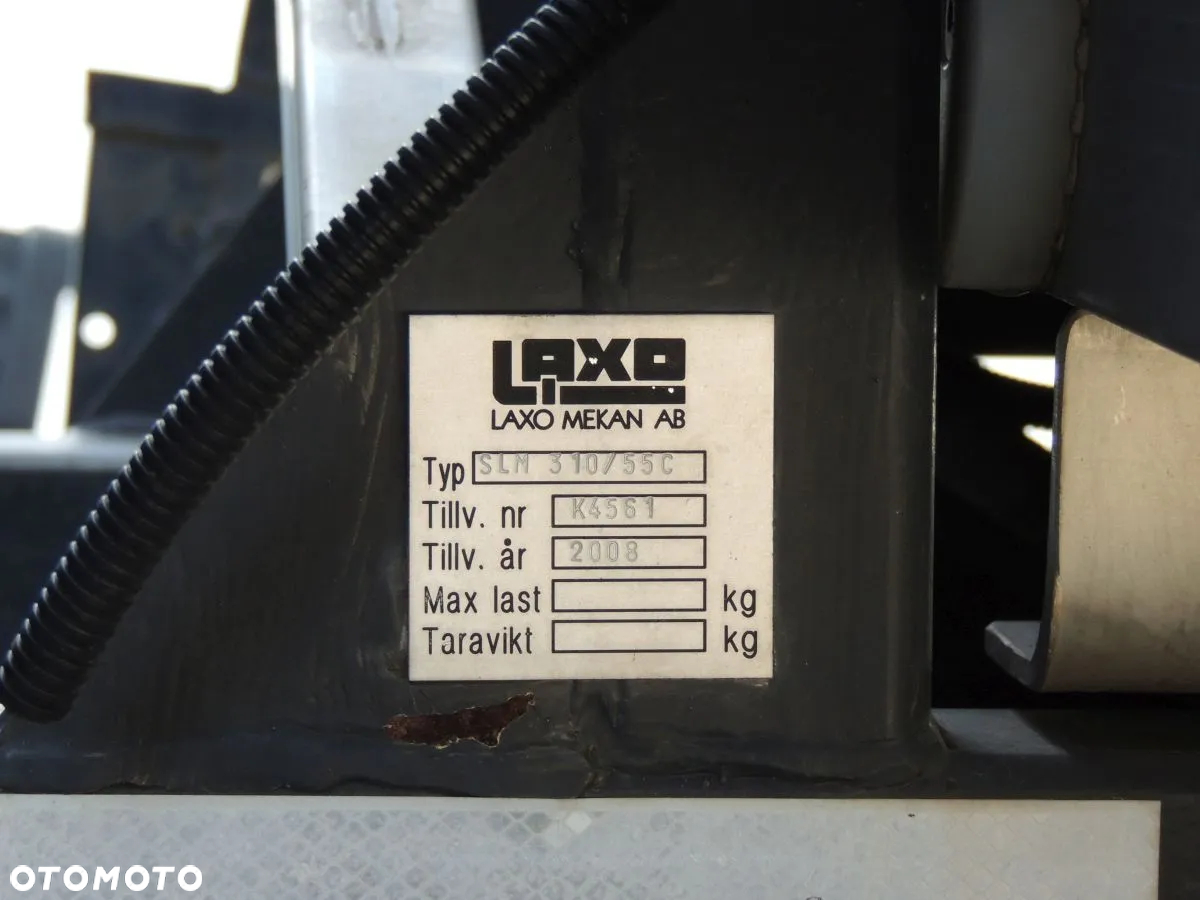 LAXO
LAXO MEKAN AB
Typ SLM 310/55C
Tillv. nr K4561
Tillv. år 2008
Max last kg
Taravikt kg
OTOMOTO